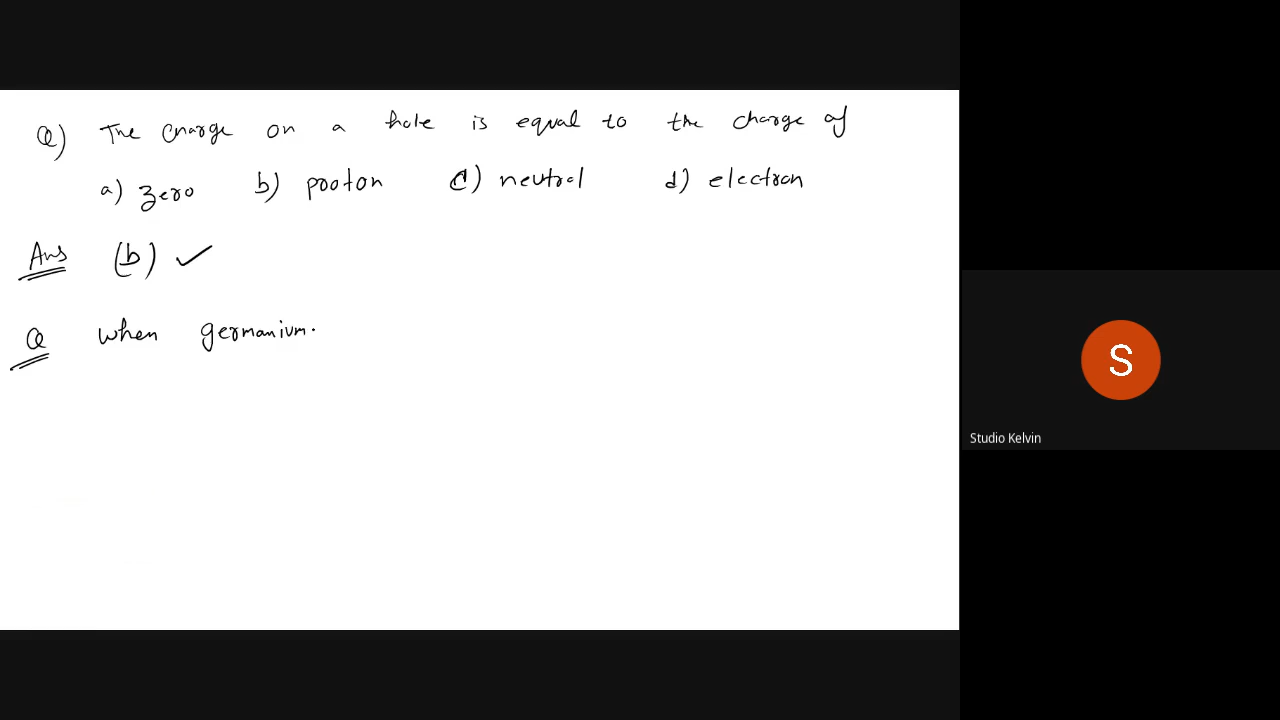 Q) The charge on a hole is equal to the charge of
a) zero b) proton c) neutral d) electron
Ans (b) ✓
Q when germanium.
S
Studio Kelvin